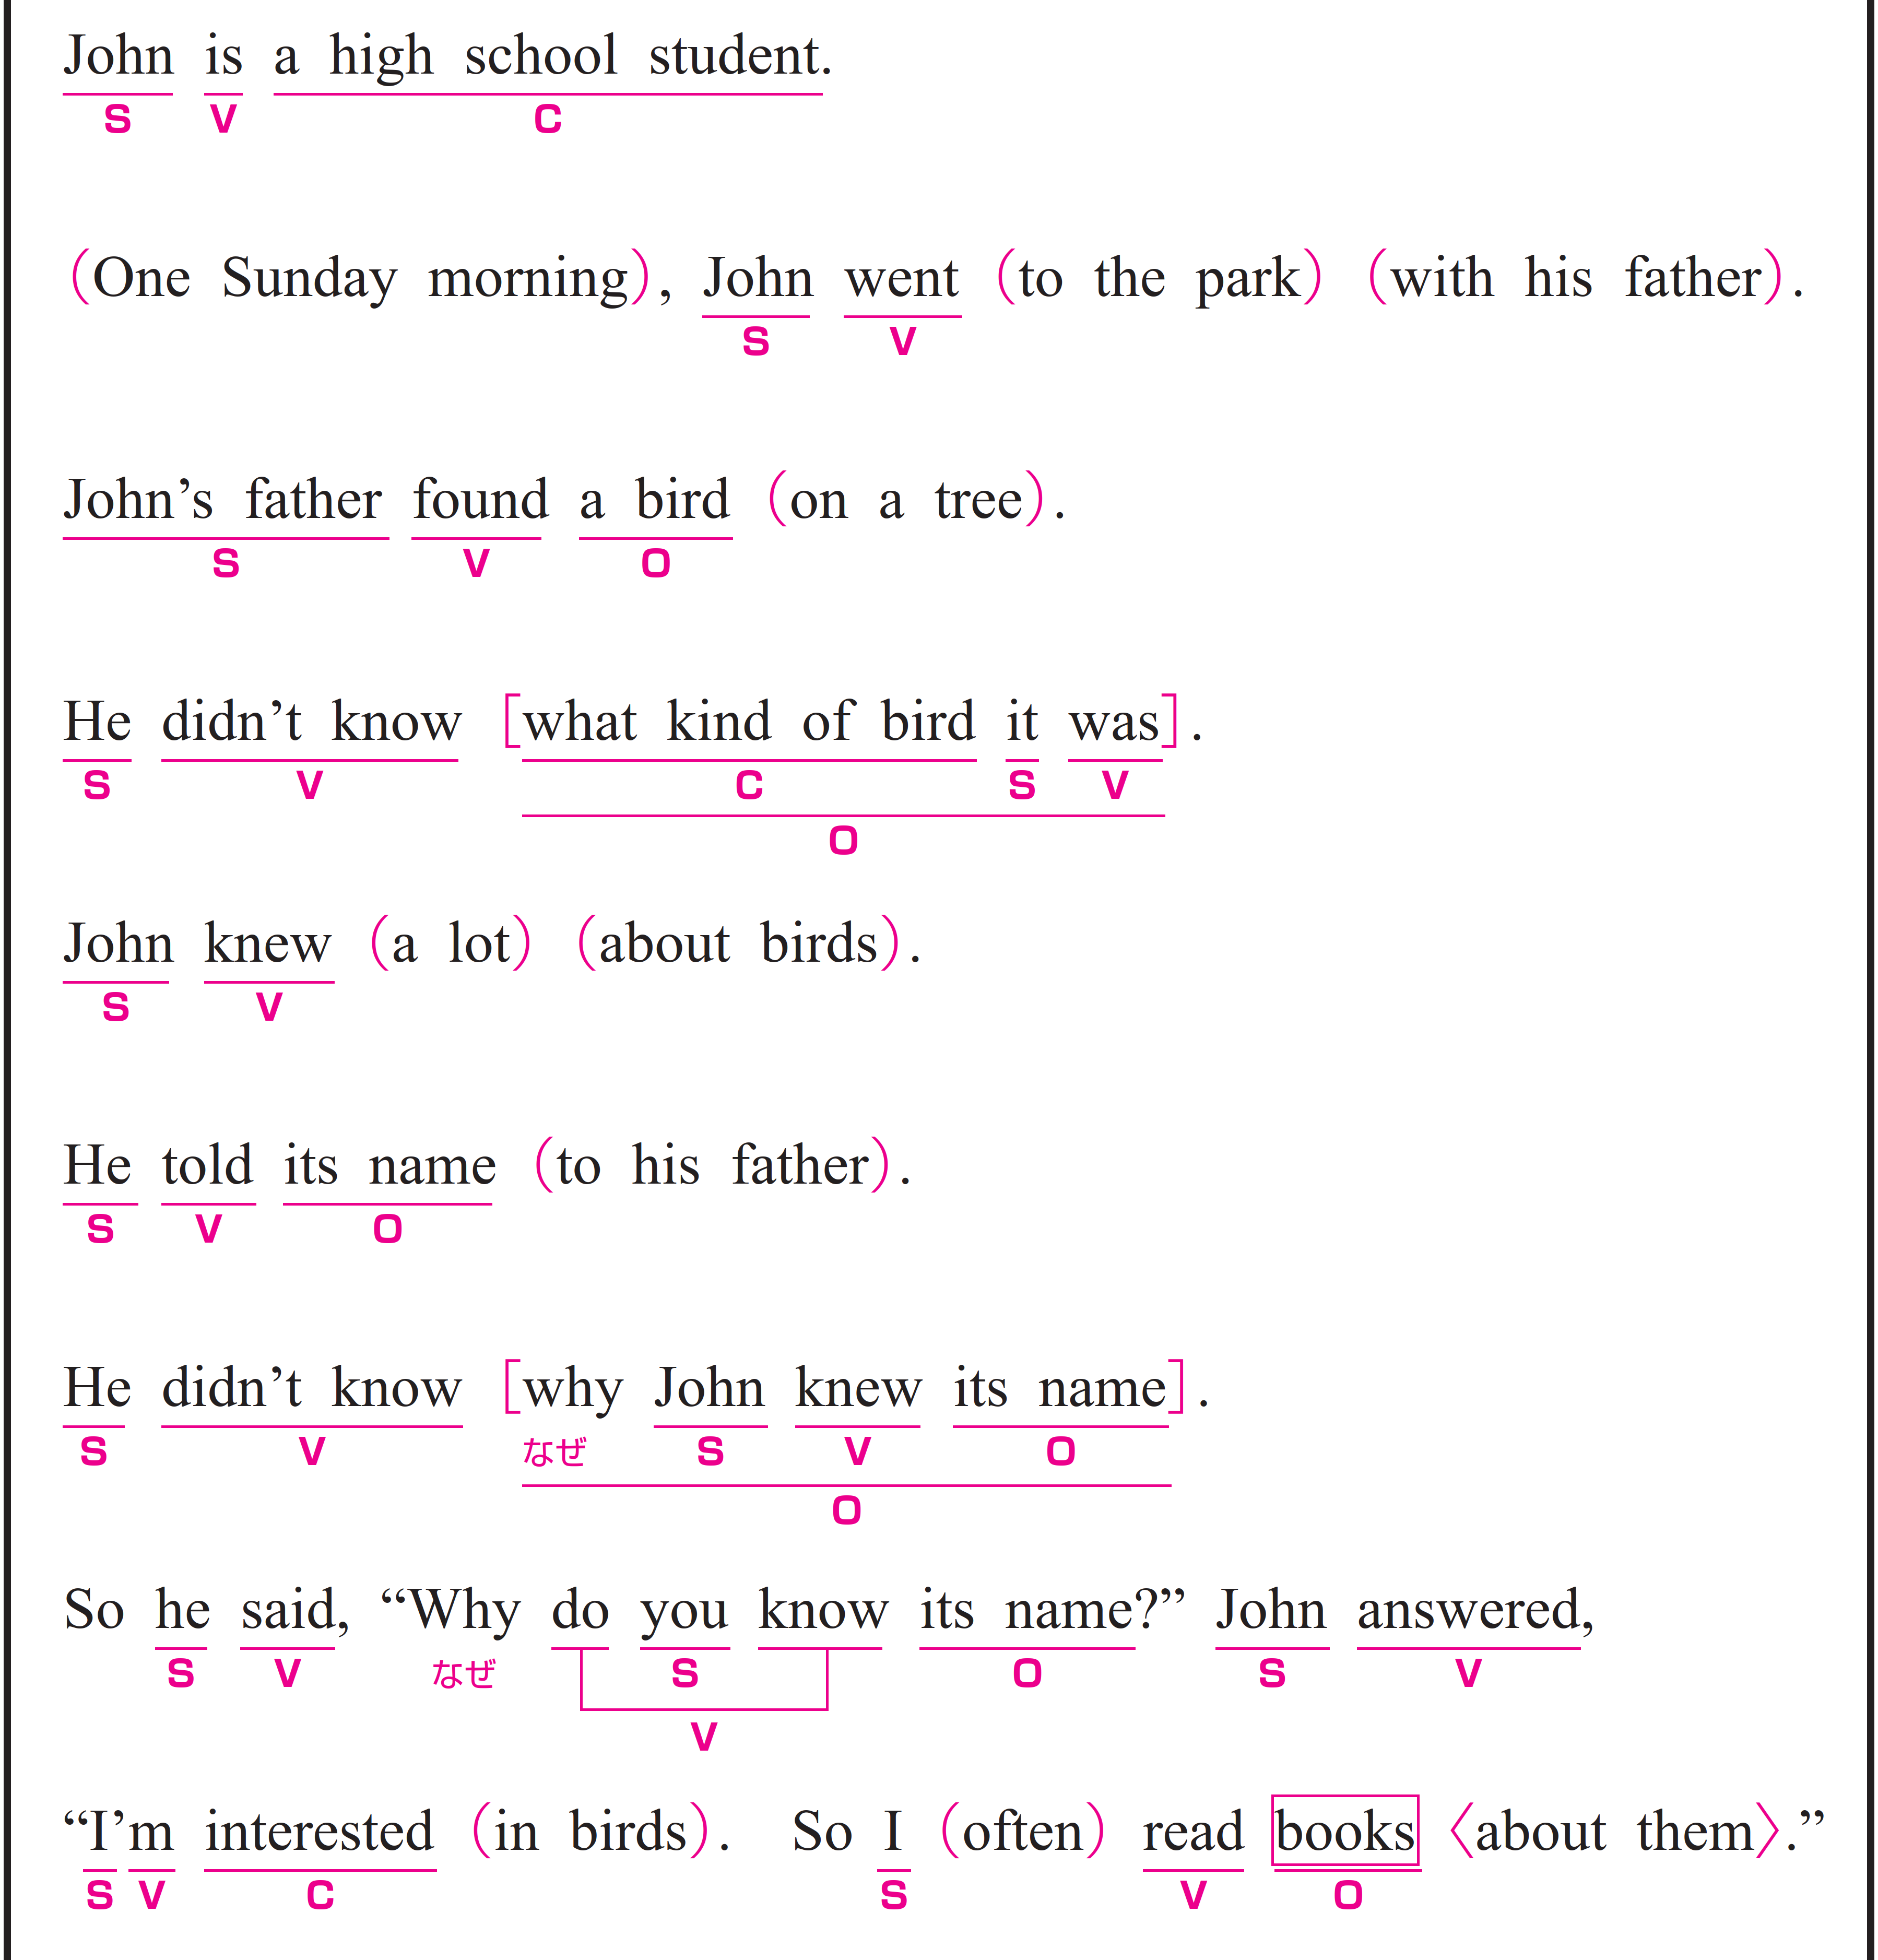 John is a high school student.
S V C
(One Sunday morning), John went (to the park) (with his father).
S V
John’s father found a bird (on a tree).
S V O
He didn’t know [what kind of bird it was].
S V C S V
O
John knew (a lot) (about birds).
S V
He told its name (to his father).
S V O
He didn’t know [why John knew its name].
S V なぜ S V O
O
So he said, “Why do you know its name?” John answered,
S V なぜ S O S V
V
“I’m interested (in birds). So I (often) read books 〈about them〉.”
S V C S V O